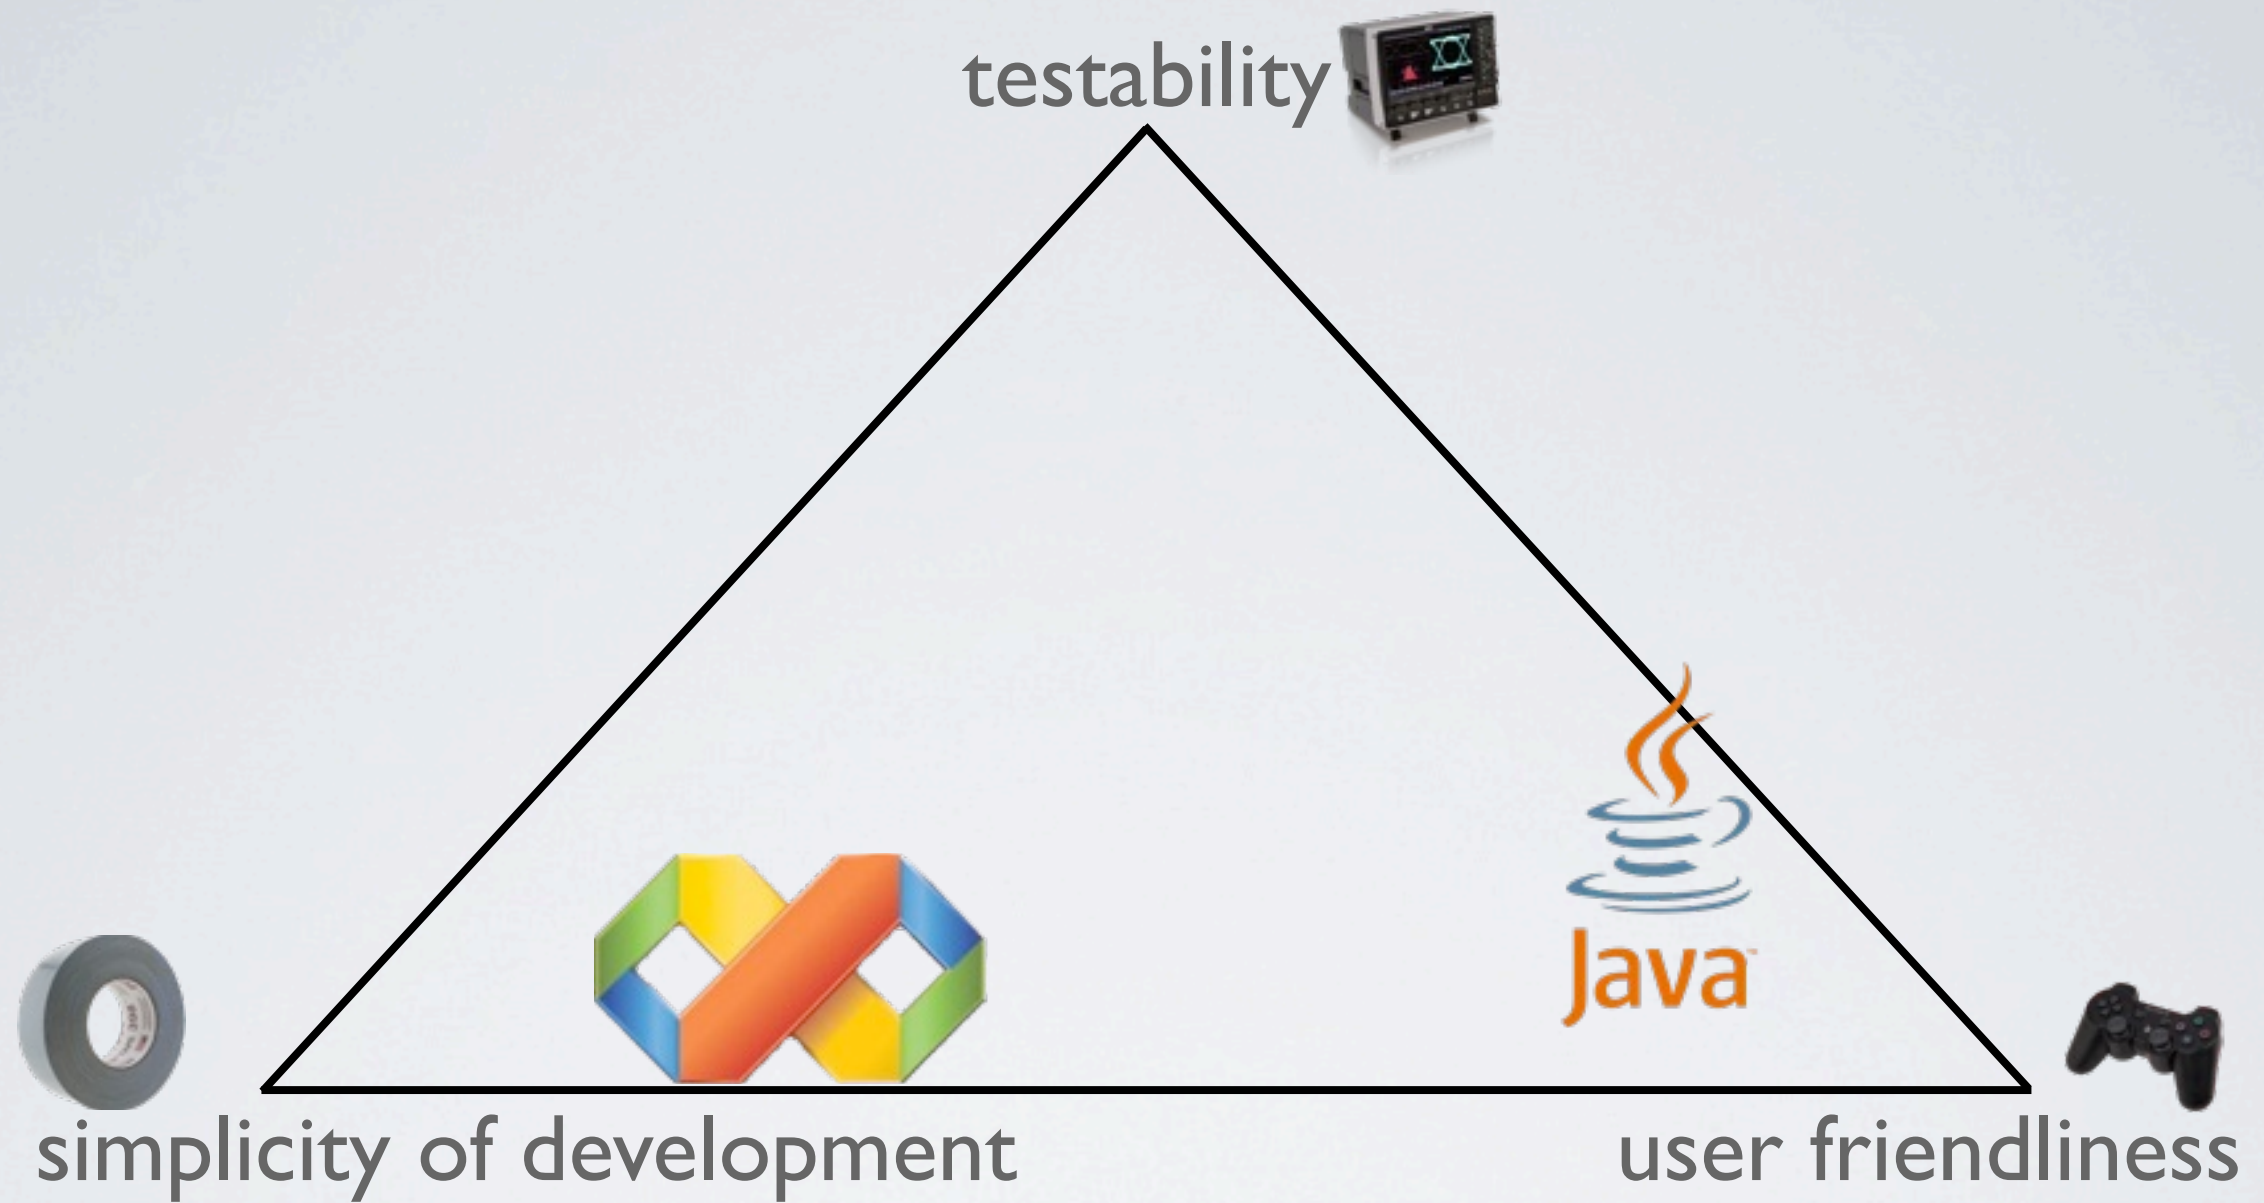 testability
Java
simplicity of development
user friendliness